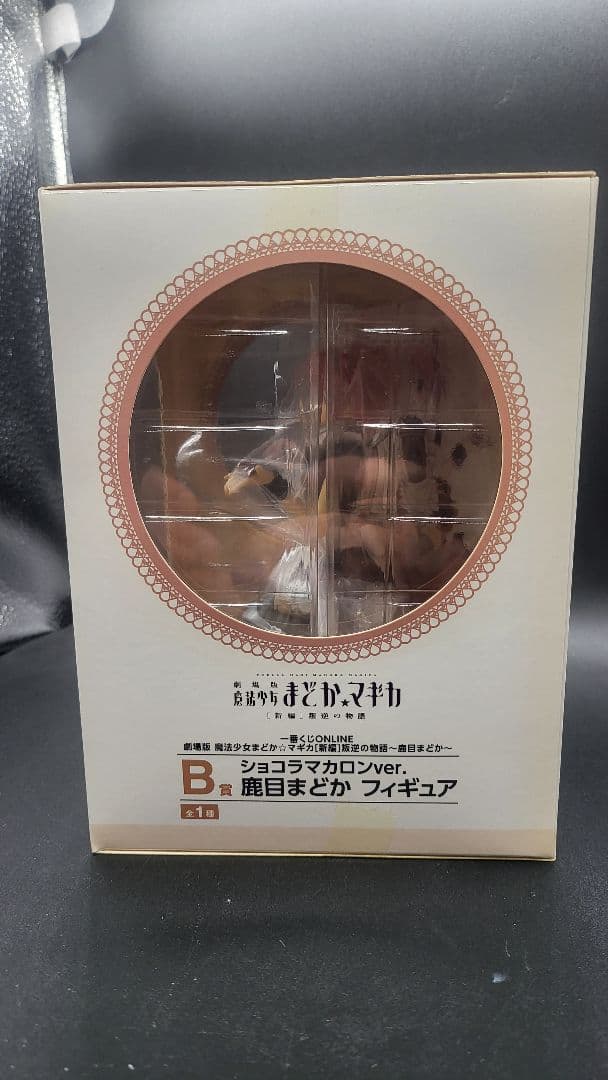 PUELLA MAGI MADOKA MAGICA
劇場版
魔法少女まどか☆マギカ
[新編]叛逆の物語
一番くじONLINE
劇場版 魔法少女まどか☆マギカ[新編]叛逆の物語～鹿目まどか～
B賞 ショコラマカロンver.
鹿目まどか フィギュア
全1種